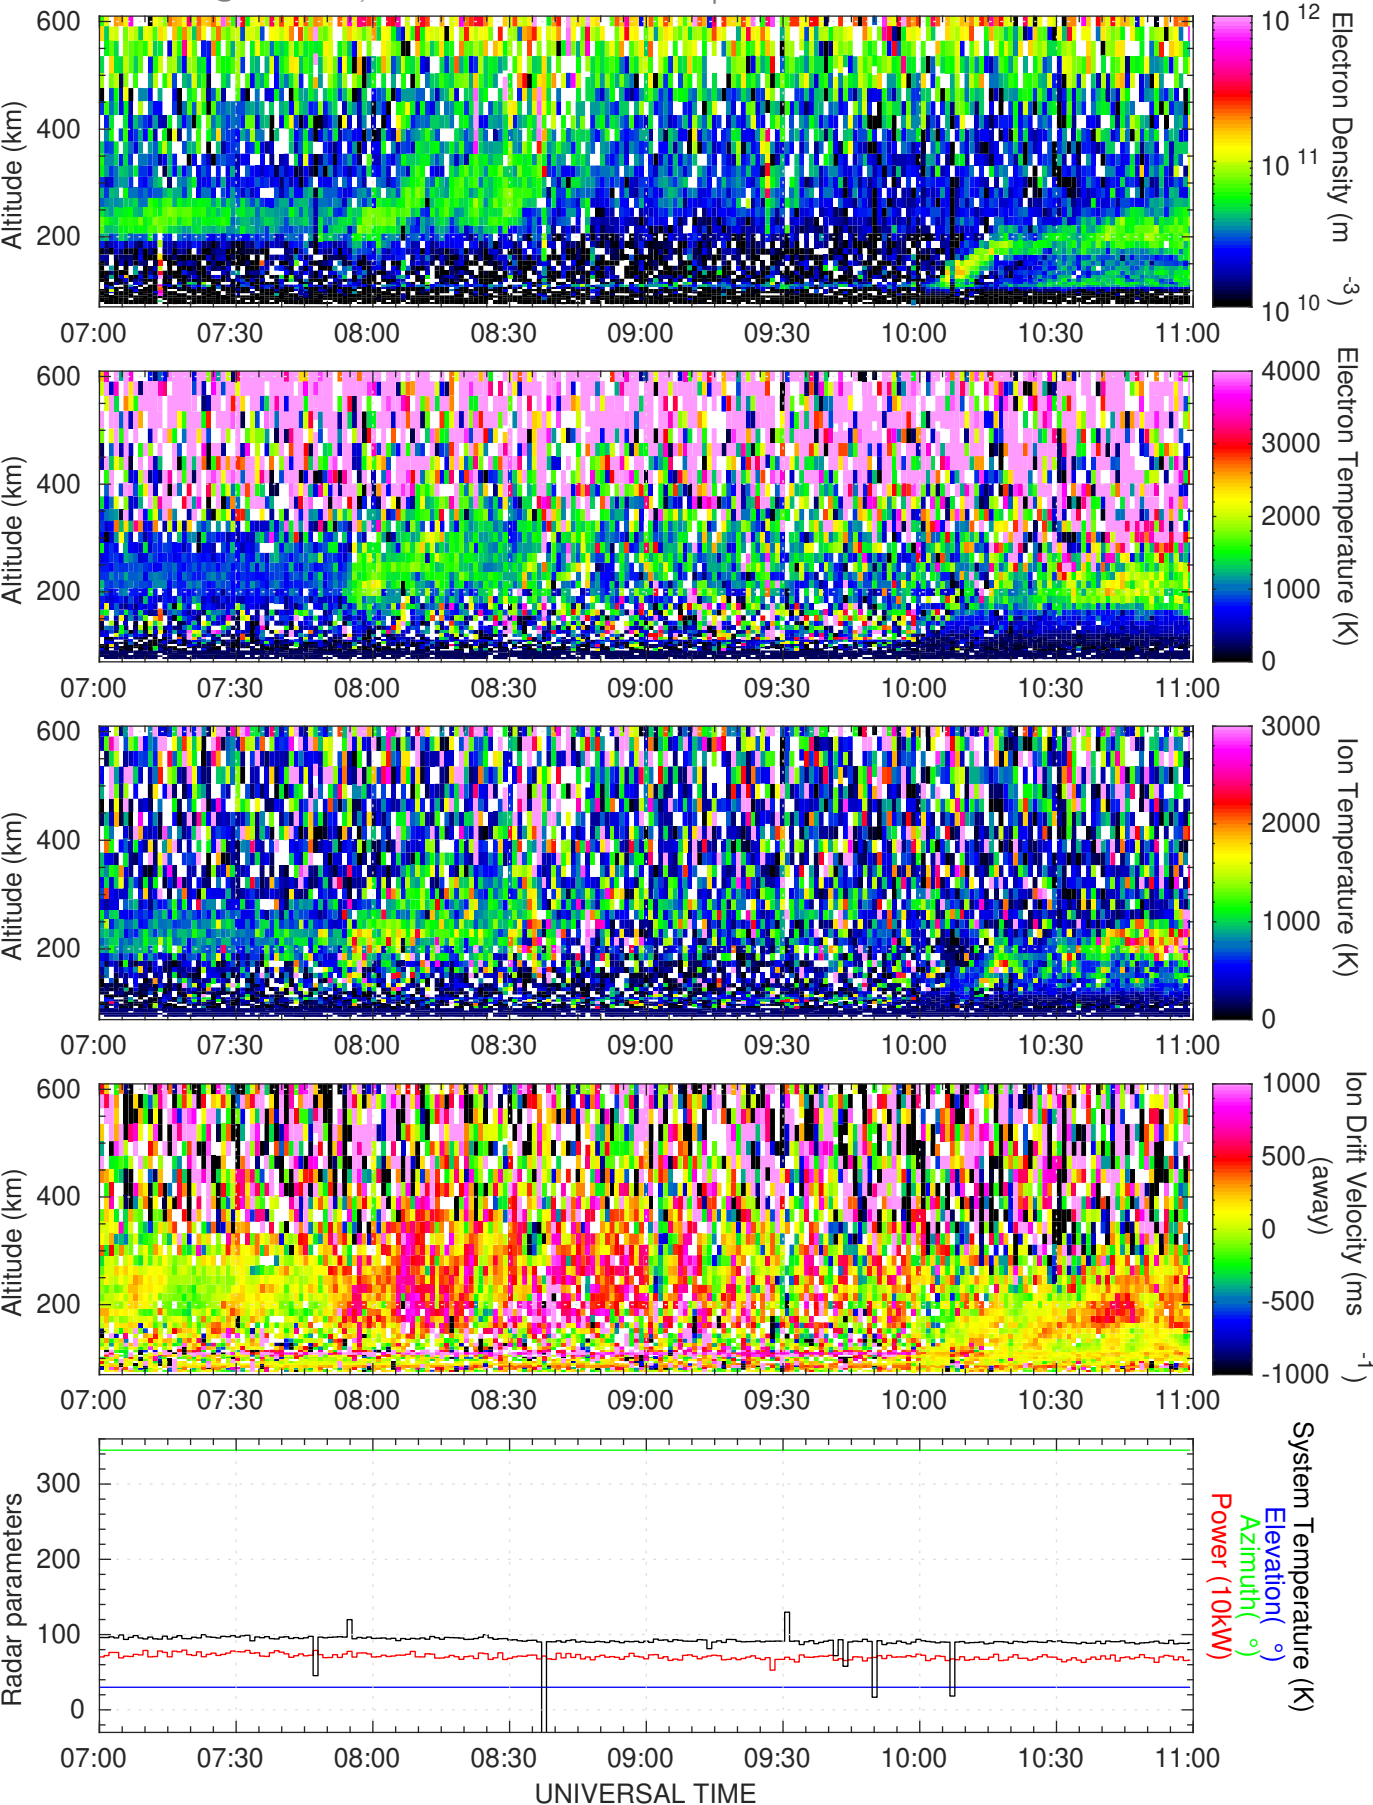 600
400
200
Altitude (km)
07:00 07:30 08:00 08:30 09:00 09:30 10:00 10:30 11:00
10 12
10 11
10 10
Electron Density (m -3)
600
400
200
Altitude (km)
07:00 07:30 08:00 08:30 09:00 09:30 10:00 10:30 11:00
4000
3000
2000
1000
0
Electron Temperature (K)
600
400
200
Altitude (km)
07:00 07:30 08:00 08:30 09:00 09:30 10:00 10:30 11:00
3000
2000
1000
0
Ion Temperature (K)
600
400
200
Altitude (km)
07:00 07:30 08:00 08:30 09:00 09:30 10:00 10:30 11:00
1000
500
0
-500
-1000
Ion Drift Velocity (ms -1)
(away)
300
200
100
0
Radar parameters
07:00 07:30 08:00 08:30 09:00 09:30 10:00 10:30 11:00
UNIVERSAL TIME
System Temperature (K)
Elevation( °)
Azimuth( °)
Power (10kW)